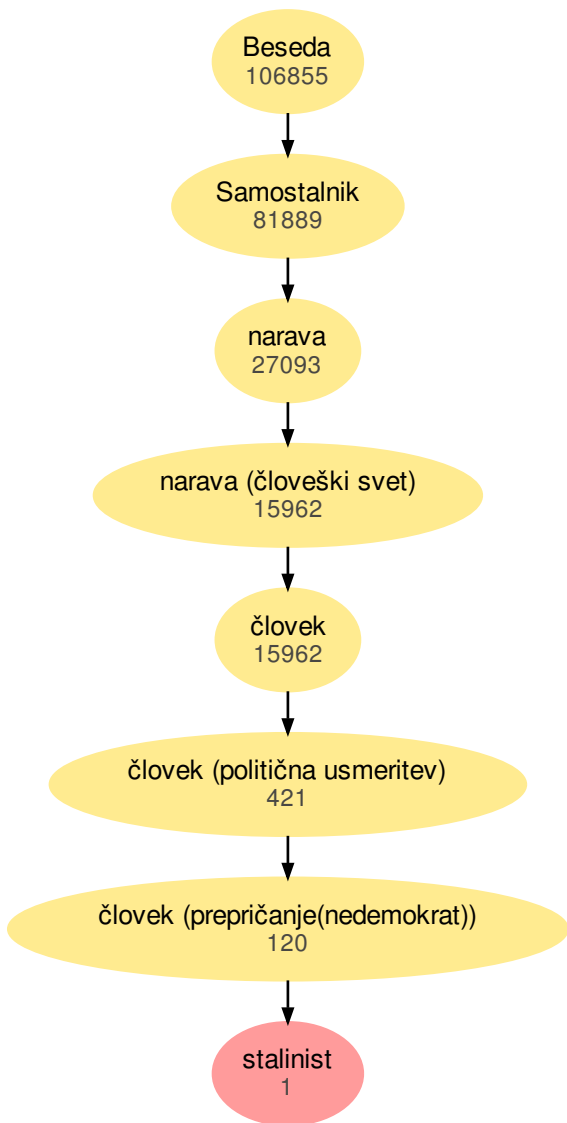 Beseda
106855
Samostalnik
81889
narava
27093
narava (človeški svet)
15962
človek
15962
človek (politična usmeritev)
421
človek (prepričanje(nedemokrat))
120
stalinist
1